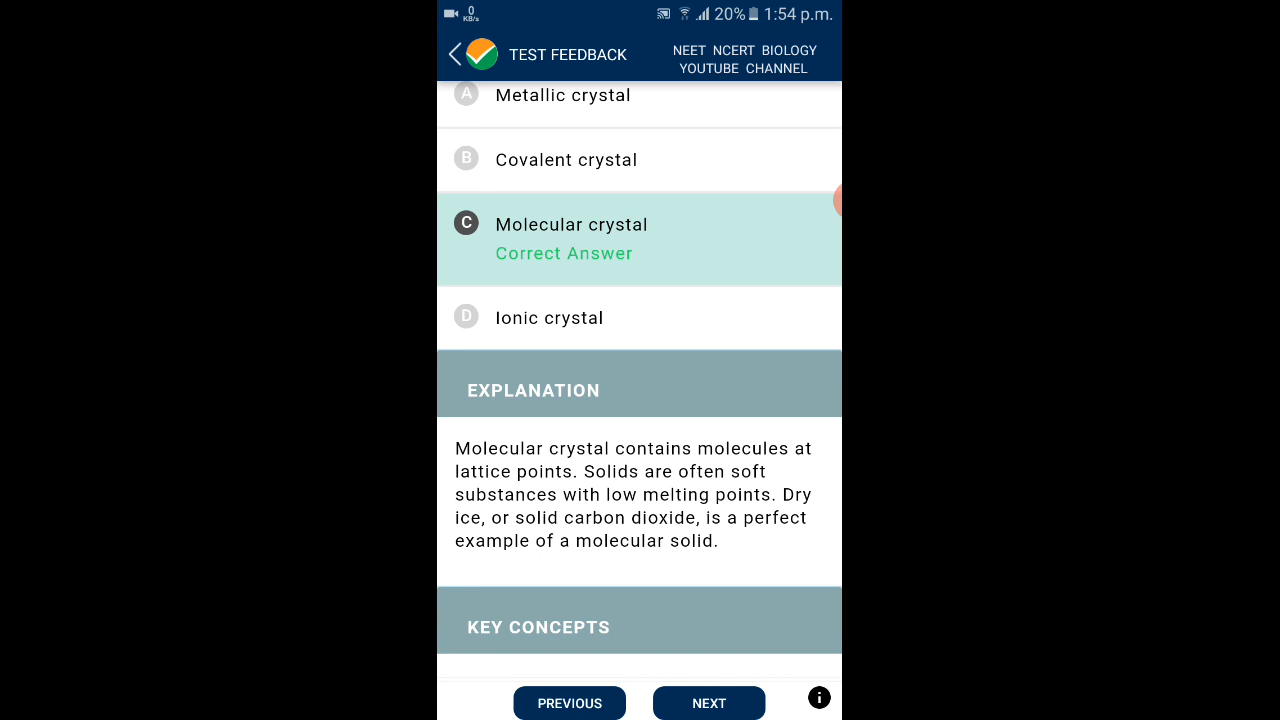 0
KB/s
20%
1:54 p.m.
TEST FEEDBACK
NEET NCERT BIOLOGY
YOUTUBE CHANNEL
A Metallic crystal
B Covalent crystal
C Molecular crystal
Correct Answer
D Ionic crystal
EXPLANATION
Molecular crystal contains molecules at
lattice points. Solids are often soft
substances with low melting points. Dry
ice, or solid carbon dioxide, is a perfect
example of a molecular solid.
KEY CONCEPTS
PREVIOUS
NEXT
i